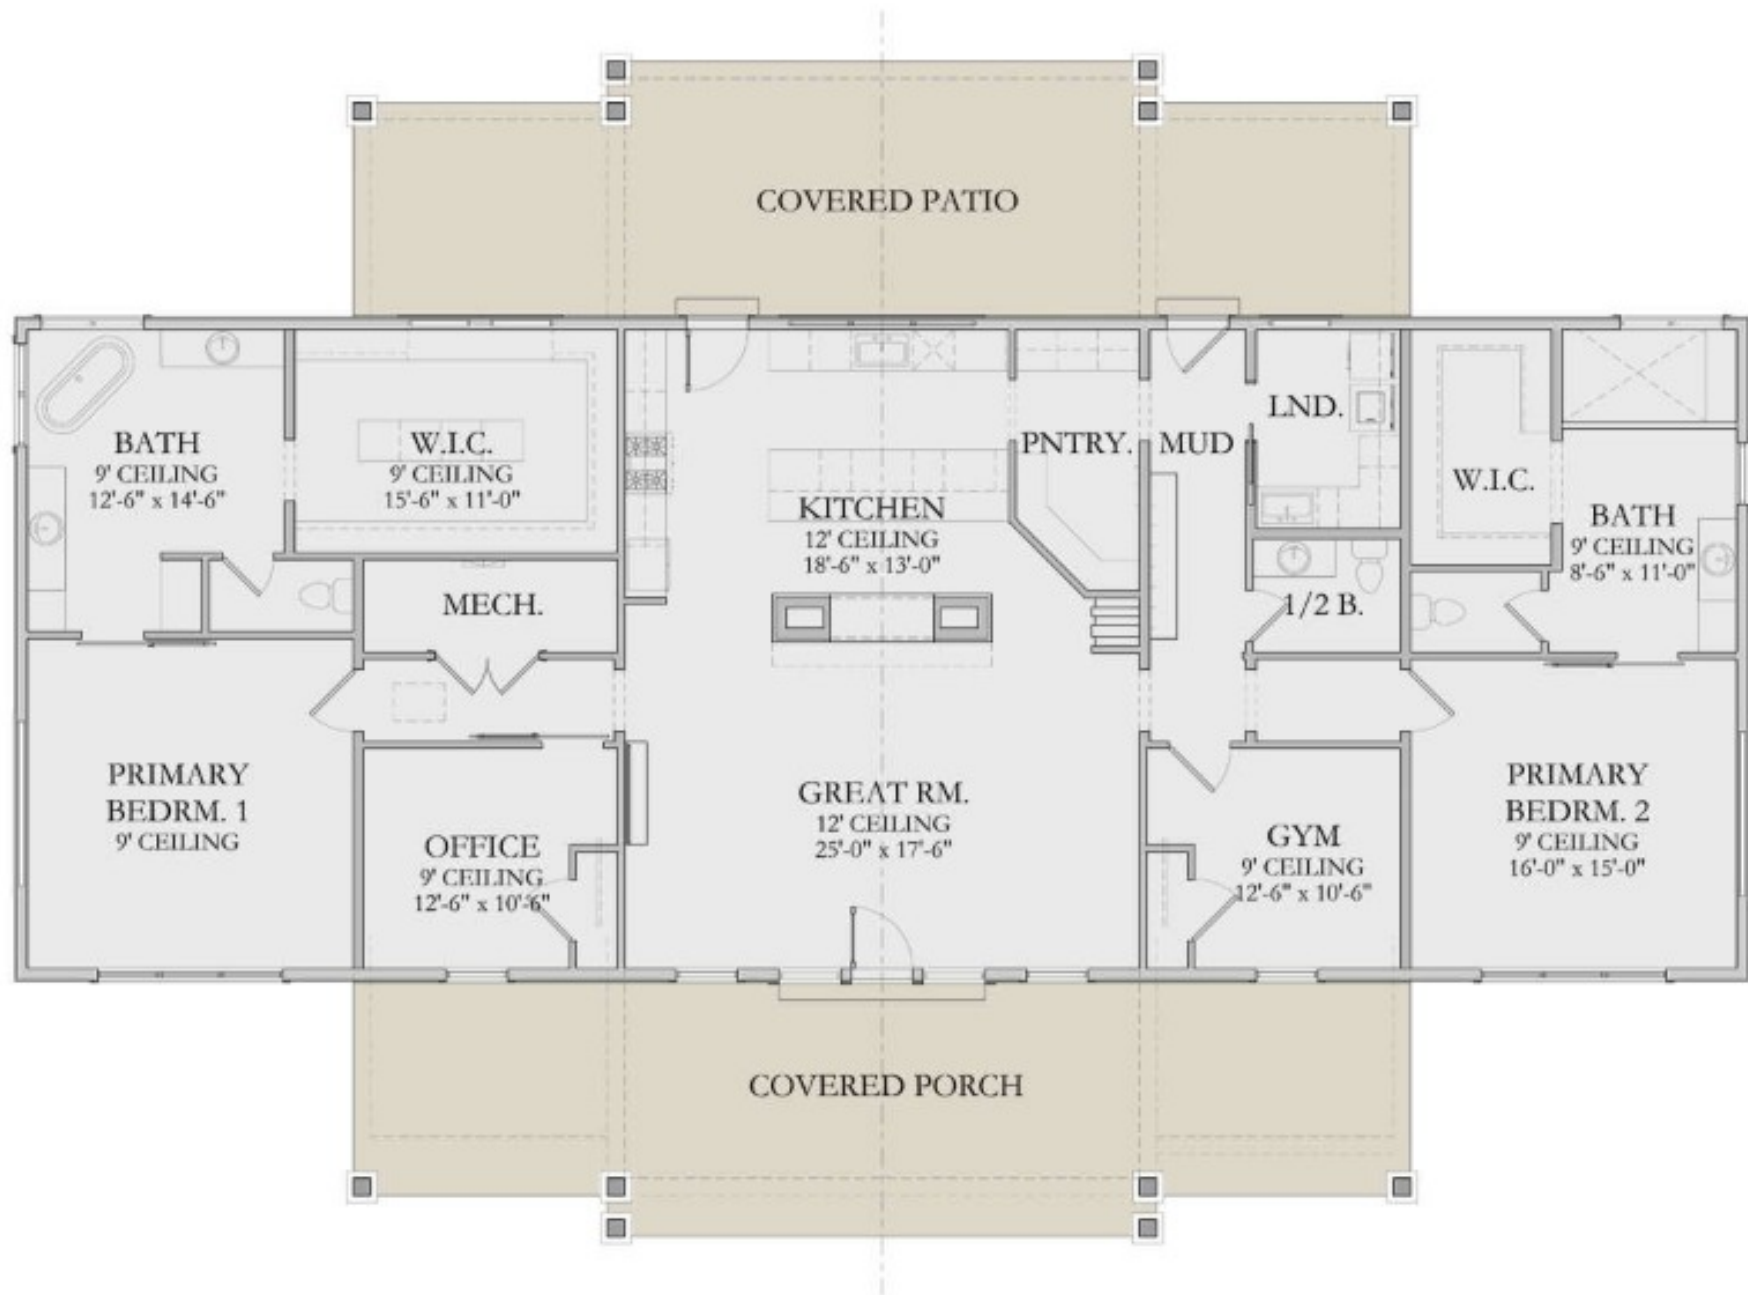 COVERED PATIO
BATH
9' CEILING
12'-6" x 14'-6"
W.I.C.
9' CEILING
15'-6" x 11'-0"
KITCHEN
12' CEILING
18'-6" x 13'-0"
PNTRY.
MUD
LND.
W.I.C.
BATH
9' CEILING
8'-6" x 11'-0"
MECH.
1/2 B.
PRIMARY
BEDRM. 1
9' CEILING
OFFICE
9' CEILING
12'-6" x 10'-6"
GREAT RM.
12' CEILING
25'-0" x 17'-6"
GYM
9' CEILING
12'-6" x 10'-6"
PRIMARY
BEDRM. 2
9' CEILING
16'-0" x 15'-0"
COVERED PORCH